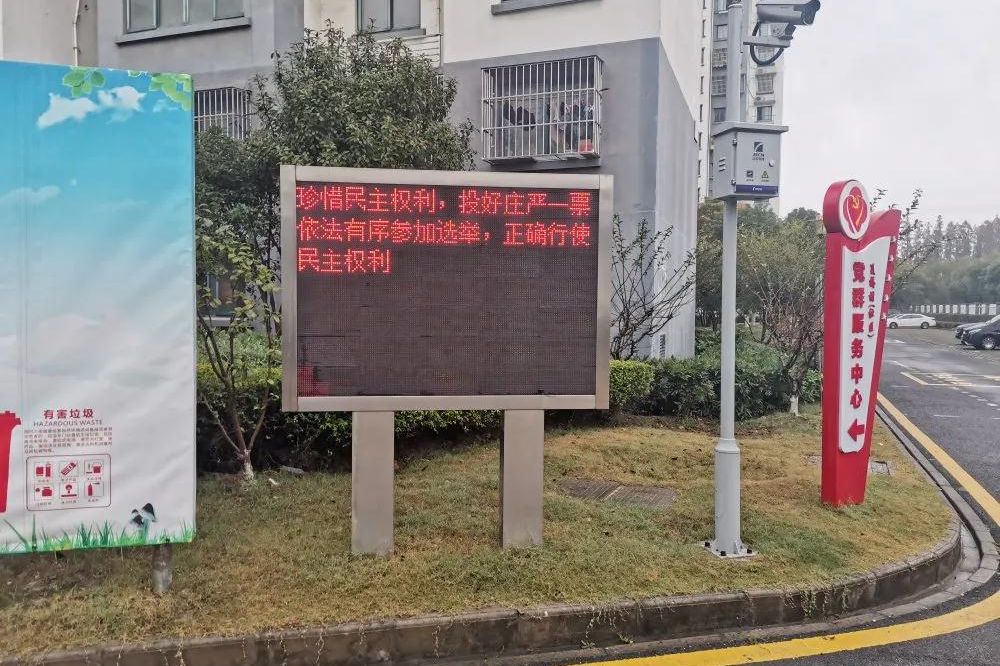 珍惜民主权利，投好庄严一票
依法有序参加选举，正确行使
民主权利
有害垃圾
HAZARDOUS WASTE
党群服务中心